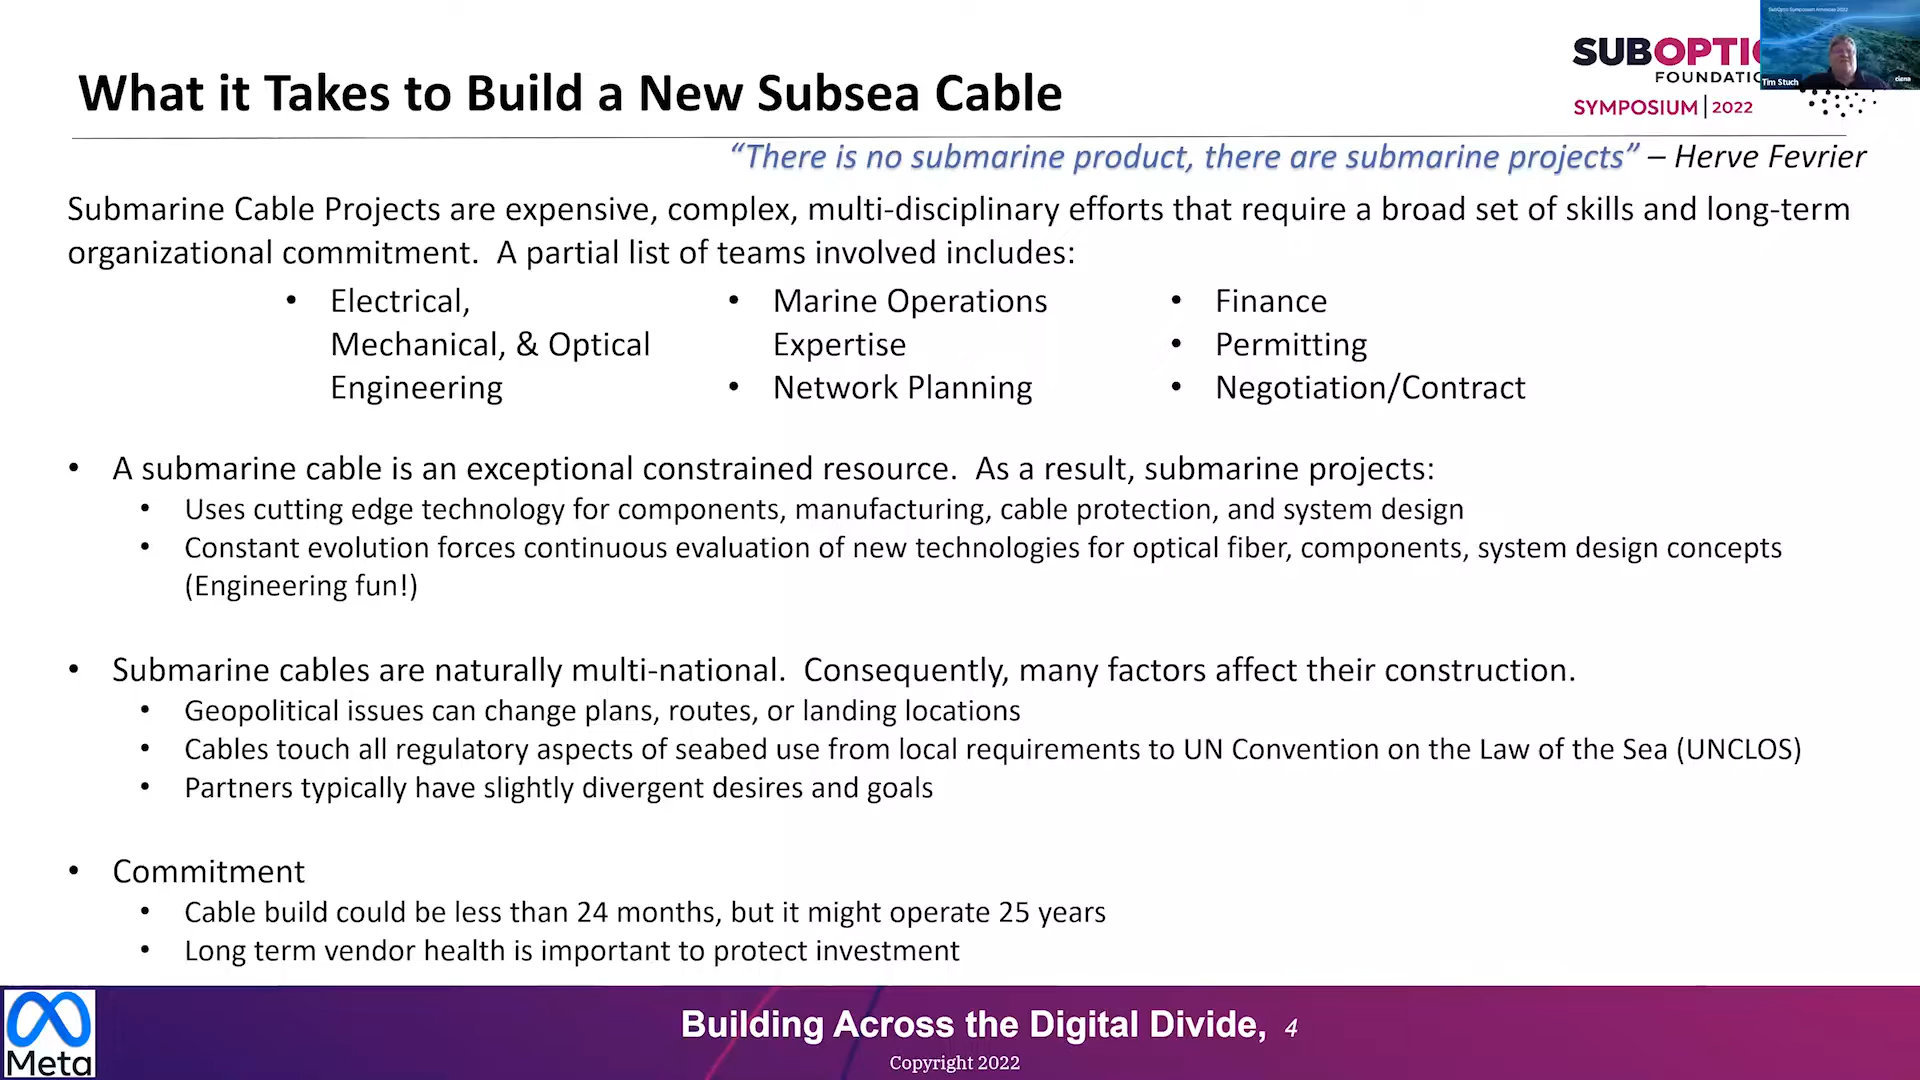 SubOptic Symposium Americas 2022
What it Takes to Build a New Subsea Cable
SUBOPTIC
FOUNDATIO
SYMPOSIUM | 2022
Tim Stuch
ciena
“There is no submarine product, there are submarine projects” – Herve Fevrier
Submarine Cable Projects are expensive, complex, multi-disciplinary efforts that require a broad set of skills and long-term
organizational commitment.  A partial list of teams involved includes:
• Electrical,
Mechanical, & Optical
Engineering
• Marine Operations
Expertise
• Network Planning
• Finance
• Permitting
• Negotiation/Contract
• A submarine cable is an exceptional constrained resource.  As a result, submarine projects:
• Uses cutting edge technology for components, manufacturing, cable protection, and system design
• Constant evolution forces continuous evaluation of new technologies for optical fiber, components, system design concepts
(Engineering fun!)
• Submarine cables are naturally multi-national.  Consequently, many factors affect their construction.
• Geopolitical issues can change plans, routes, or landing locations
• Cables touch all regulatory aspects of seabed use from local requirements to UN Convention on the Law of the Sea (UNCLOS)
• Partners typically have slightly divergent desires and goals
• Commitment
• Cable build could be less than 24 months, but it might operate 25 years
• Long term vendor health is important to protect investment
Meta
Building Across the Digital Divide, 4
Copyright 2022